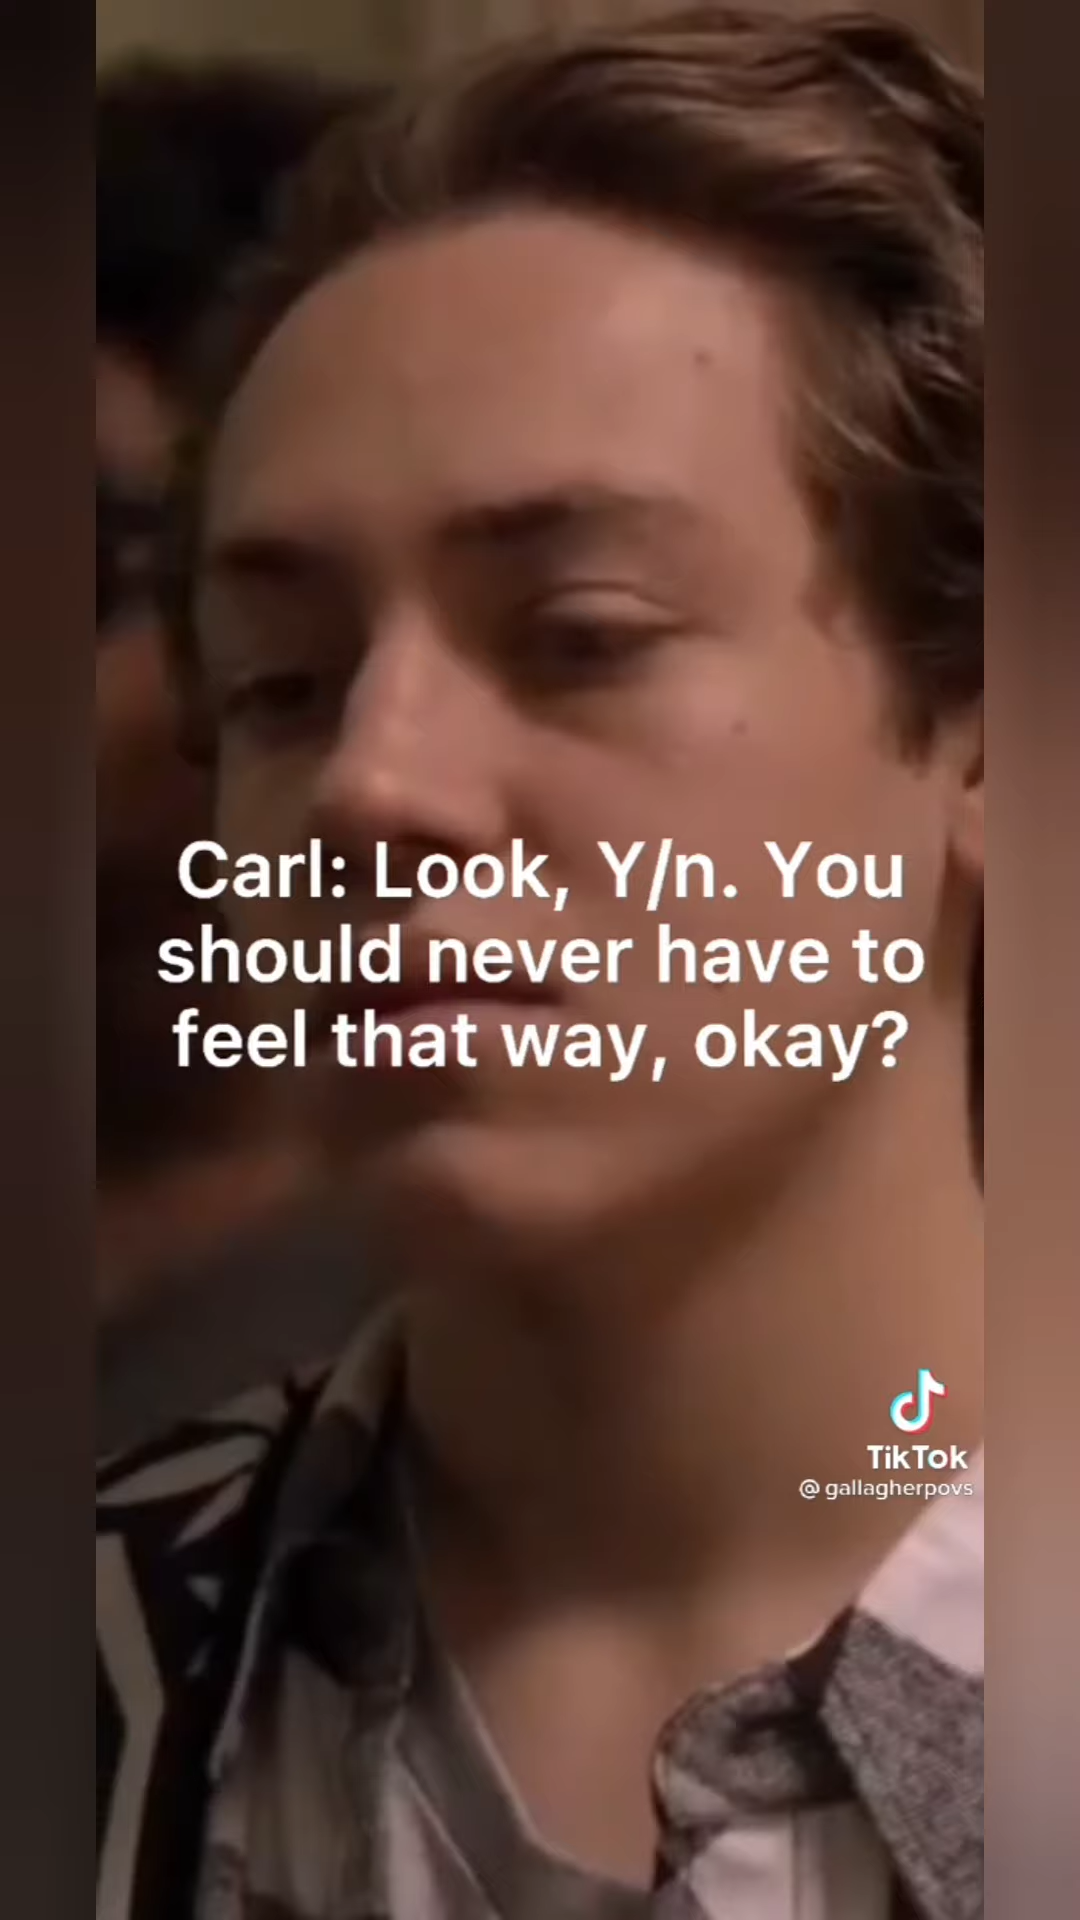 Carl: Look, Y/n. You
should never have to
feel that way, okay?
TikTok
@gallagherpovs